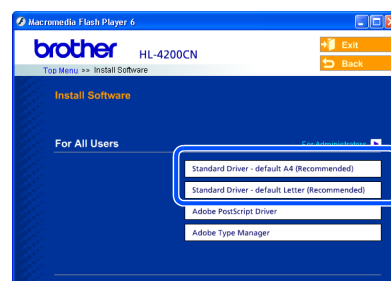 Macromedia Flash Player 6
brother HL-4200CN
Exit
Back
Top Menu >> Install Software
Install Software
For All Users
For Administrators
Standard Driver - default A4 (Recommended)
Standard Driver - default Letter (Recommended)
Adobe PostScript Driver
Adobe Type Manager